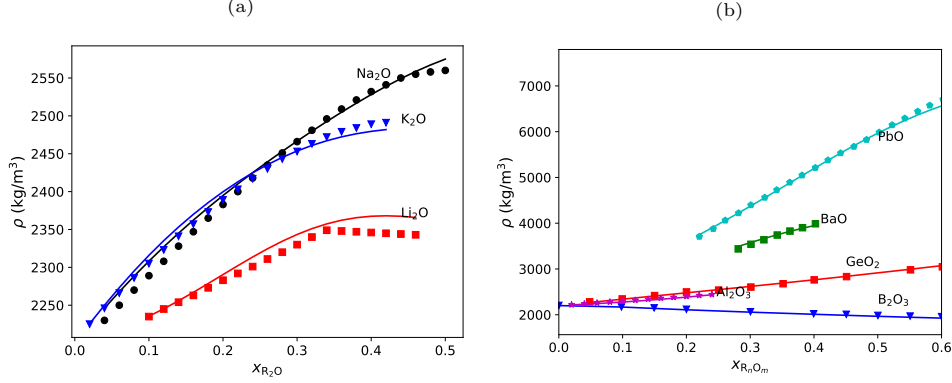 (a)
(b)
2550
2500
2450
2400
2350
2300
2250
ρ (kg/m³)
Na₂O
K₂O
Li₂O
0.0 0.1 0.2 0.3 0.4 0.5
x_R₂O
7000
6000
5000
4000
3000
2000
ρ (kg/m³)
PbO
BaO
GeO₂
Al₂O₃
B₂O₃
0.0 0.1 0.2 0.3 0.4 0.5 0.6
x_RₙOₘ